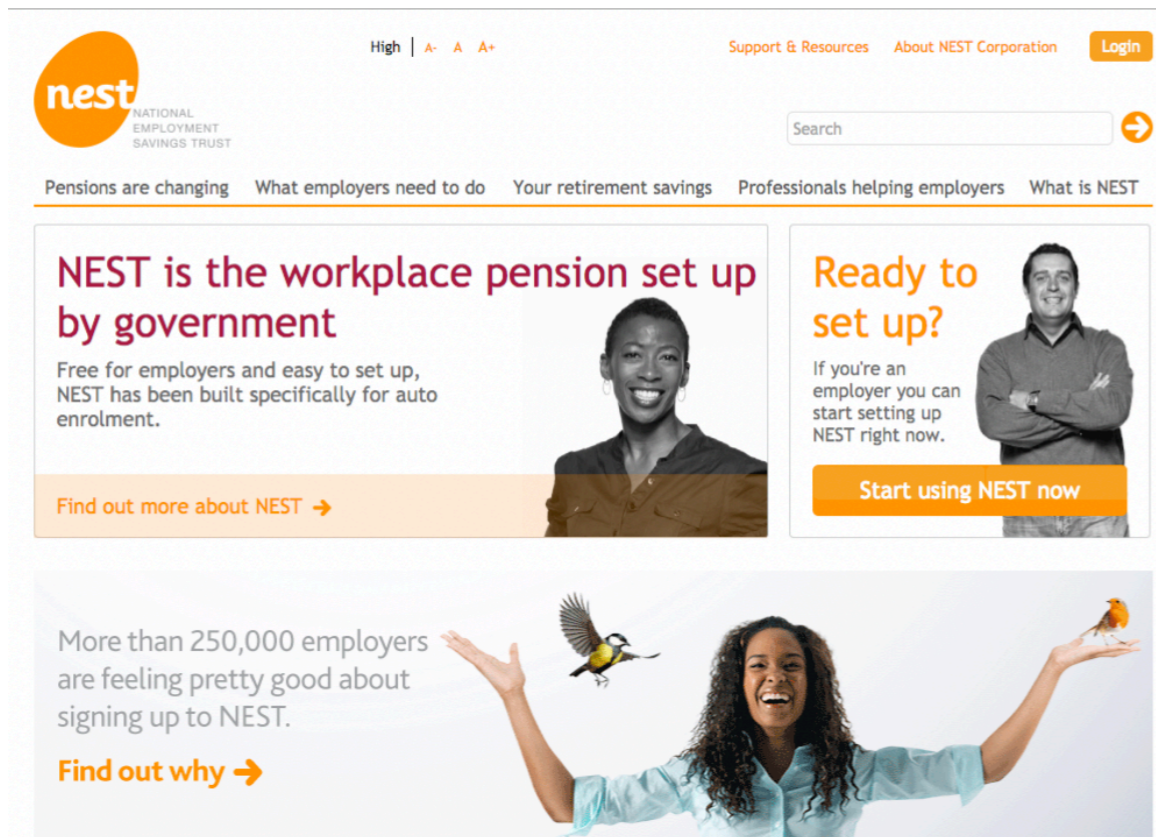 High | A- A A+
Support & Resources About NEST Corporation Login
nest
NATIONAL
EMPLOYMENT
SAVINGS TRUST
Search
Pensions are changing What employers need to do Your retirement savings Professionals helping employers What is NEST
NEST is the workplace pension set up
by government
Free for employers and easy to set up,
NEST has been built specifically for auto
enrolment.
Find out more about NEST
Ready to
set up?
If you're an
employer you can
start setting up
NEST right now.
Start using NEST now
More than 250,000 employers
are feeling pretty good about
signing up to NEST.
Find out why